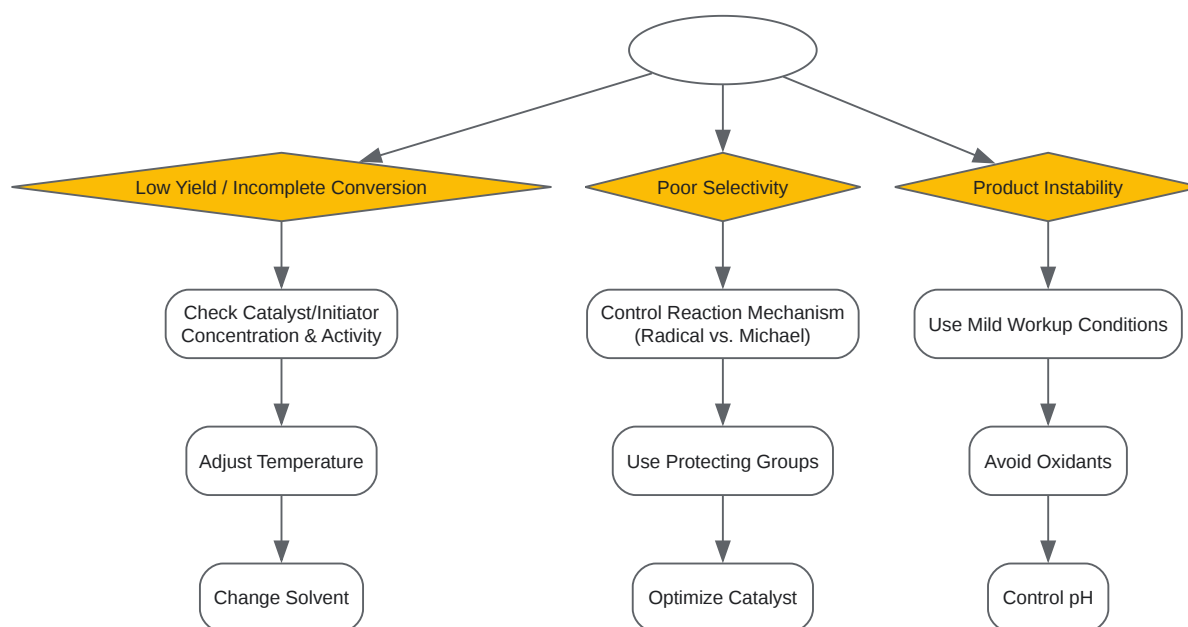 Low Yield / Incomplete Conversion
Poor Selectivity
Product Instability
Check Catalyst/Initiator
Concentration & Activity
Control Reaction Mechanism
(Radical vs. Michael)
Use Mild Workup Conditions
Adjust Temperature
Use Protecting Groups
Avoid Oxidants
Change Solvent
Optimize Catalyst
Control pH